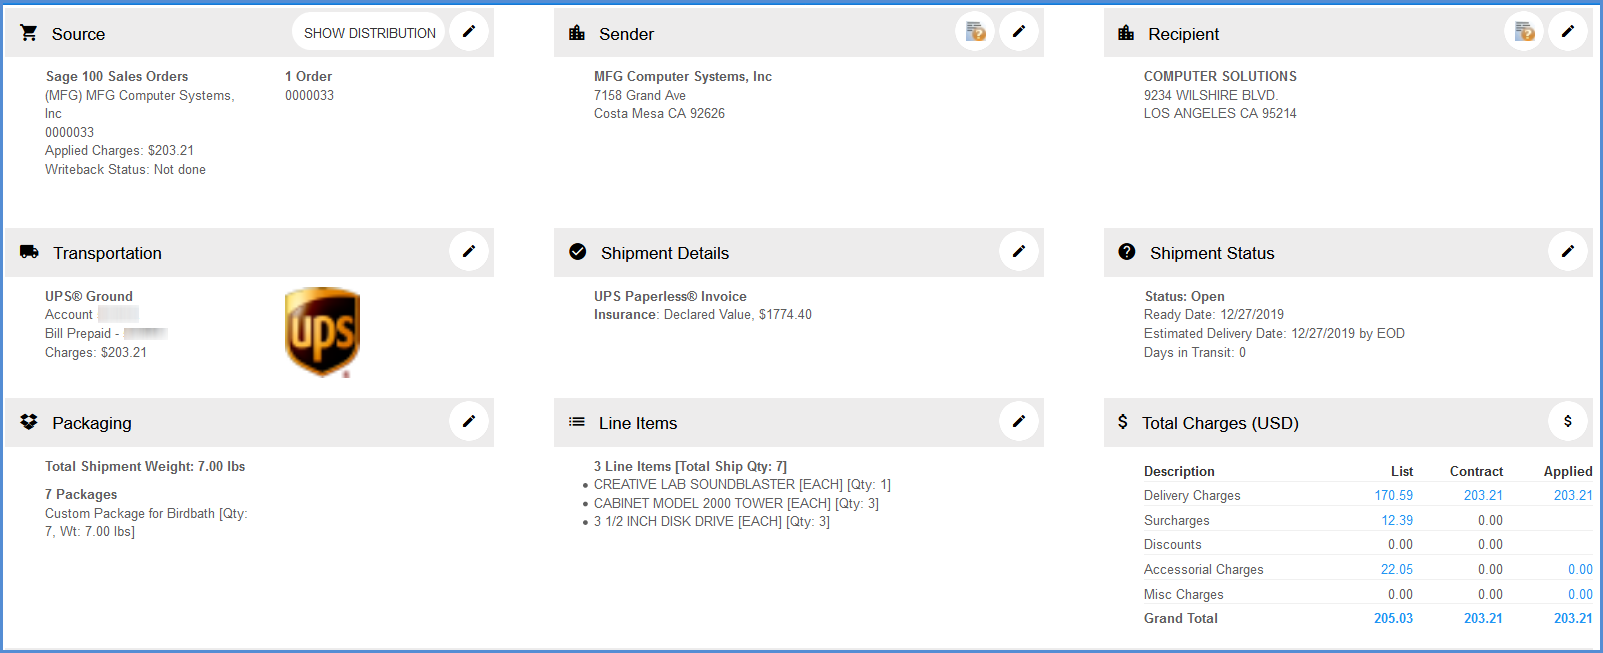 Source
SHOW DISTRIBUTION
Sage 100 Sales Orders
(MFG) MFG Computer Systems,
Inc
0000033
Applied Charges: $203.21
Writeback Status: Not done
1 Order
0000033
Sender
MFG Computer Systems, Inc
7158 Grand Ave
Costa Mesa CA 92626
Recipient
COMPUTER SOLUTIONS
9234 WILSHIRE BLVD.
LOS ANGELES CA 95214
Transportation
UPS® Ground
Account
Bill Prepaid -
Charges: $203.21
ups
Shipment Details
UPS Paperless® Invoice
Insurance: Declared Value, $1774.40
Shipment Status
Status: Open
Ready Date: 12/27/2019
Estimated Delivery Date: 12/27/2019 by EOD
Days in Transit: 0
Packaging
Total Shipment Weight: 7.00 lbs
7 Packages
Custom Package for Birdbath [Qty:
7, Wt: 7.00 lbs]
Line Items
3 Line Items [Total Ship Qty: 7]
• CREATIVE LAB SOUNDBLASTER [EACH] [Qty: 1]
• CABINET MODEL 2000 TOWER [EACH] [Qty: 3]
• 3 1/2 INCH DISK DRIVE [EACH] [Qty: 3]
$ Total Charges (USD) $
Description List Contract Applied
Delivery Charges 170.59 203.21 203.21
Surcharges 12.39 0.00
Discounts 0.00 0.00
Accessorial Charges 22.05 0.00 0.00
Misc Charges 0.00 0.00 0.00
Grand Total 205.03 203.21 203.21